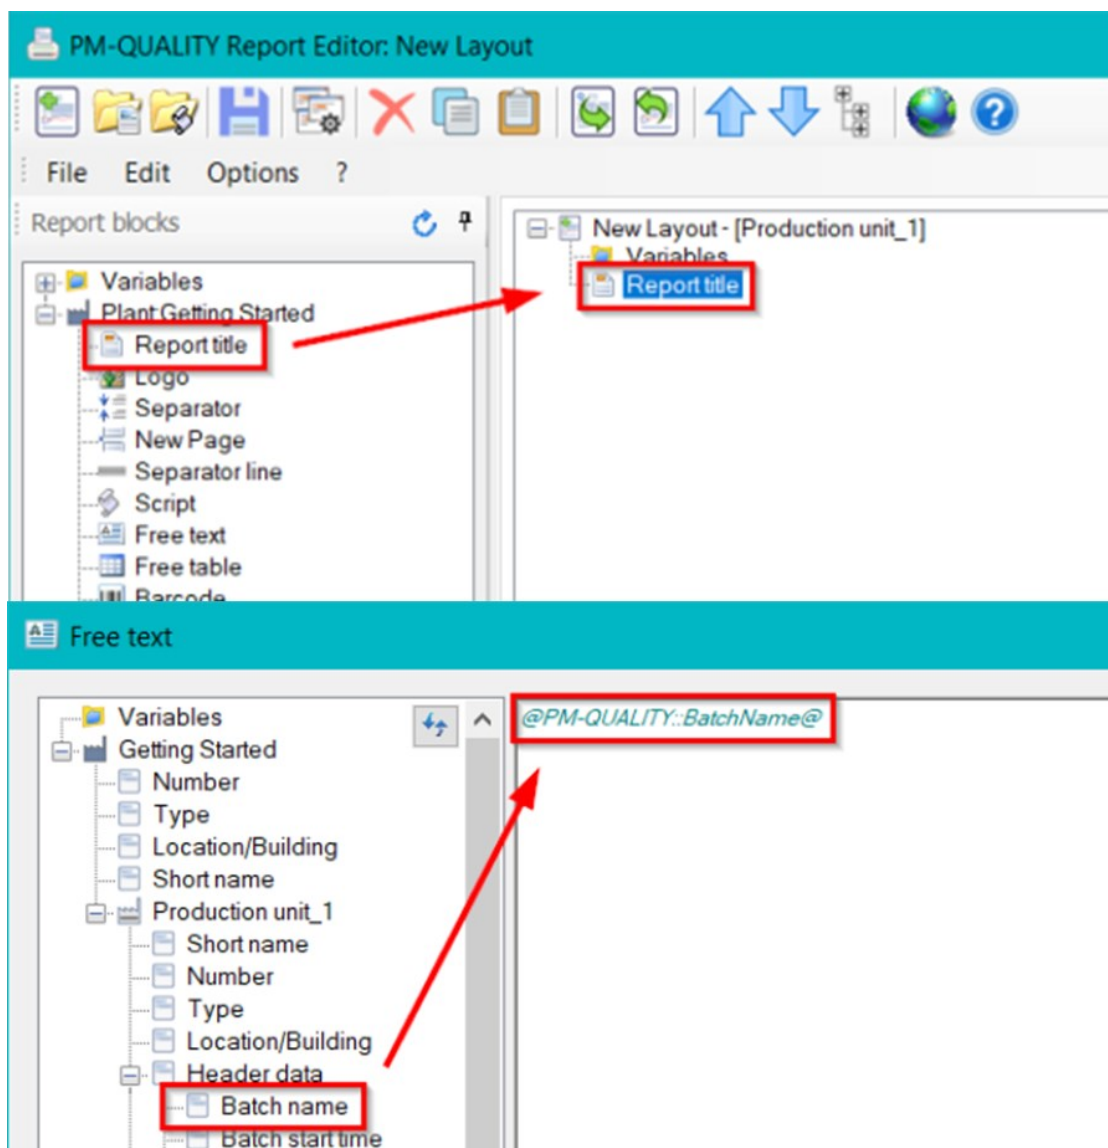 PM-QUALITY Report Editor: New Layout
File Edit Options ?
Report blocks
Variables
Plant Getting Started
Report title
Logo
Separator
New Page
Separator line
Script
Free text
Free table
Barcode
New Layout - [Production unit_1]
Variables
Report title
Free text
Variables
Getting Started
Number
Type
Location/Building
Short name
Production unit_1
Short name
Number
Type
Location/Building
Header data
Batch name
Batch start time
@PM-QUALITY::BatchName@